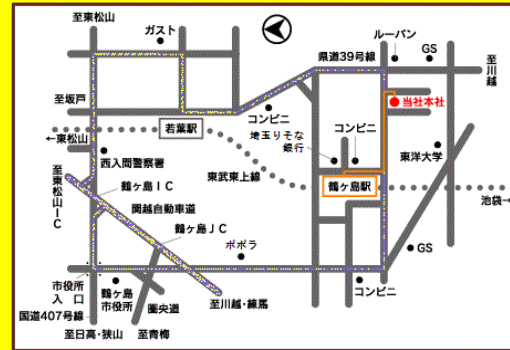 至東松山
ガスト
ルーバン
GS
県道39号線
至川越
至坂戸
当社本社
コンビニ
若葉駅
埼玉りそな
銀行
コンビニ
←東松山
東洋大学
西入間警察署
至東松山IC
東武東上線
鶴ヶ島IC
鶴ヶ島駅
池袋→
関越自動車道
鶴ヶ島JC
ポポラ
GS
市役所
入口
鶴ヶ島
市役所
圏央道
至川越・練馬
コンビニ
国道407号線
至日高・狭山
至青梅